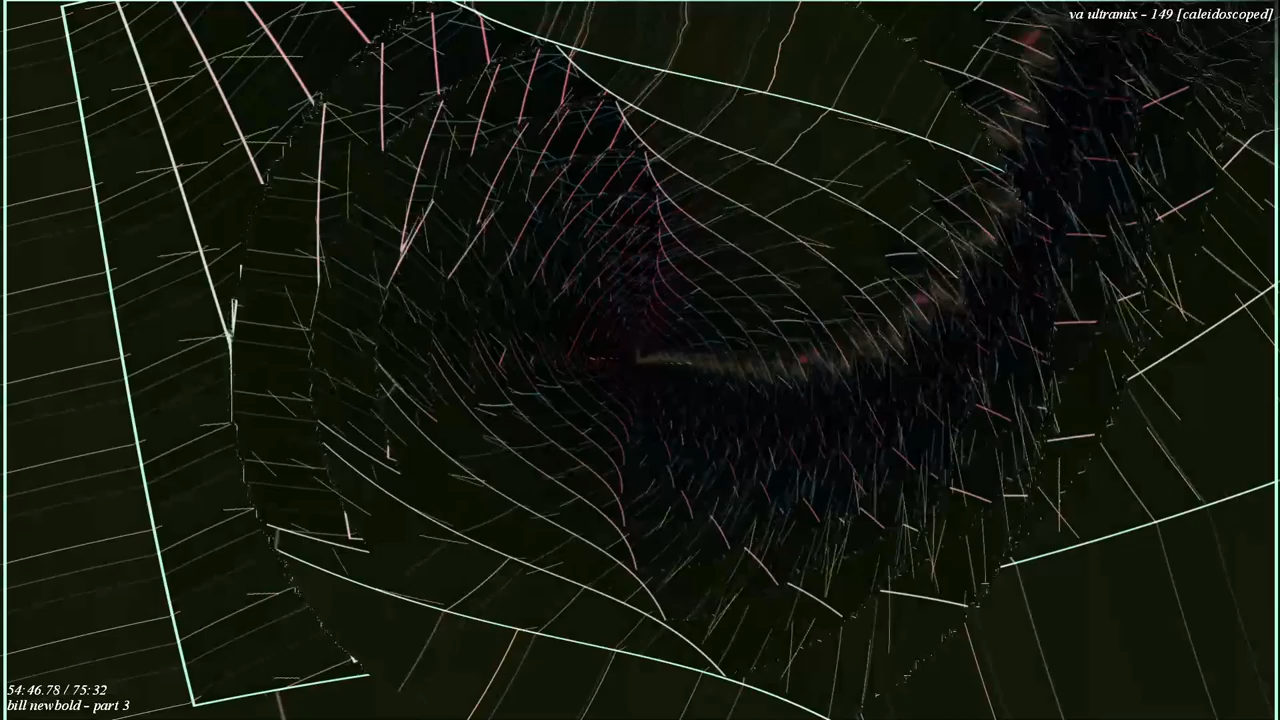 va ultramix - 149 [caleidoscoped]
54:46.78 / 75:32
bill newbold - part 3